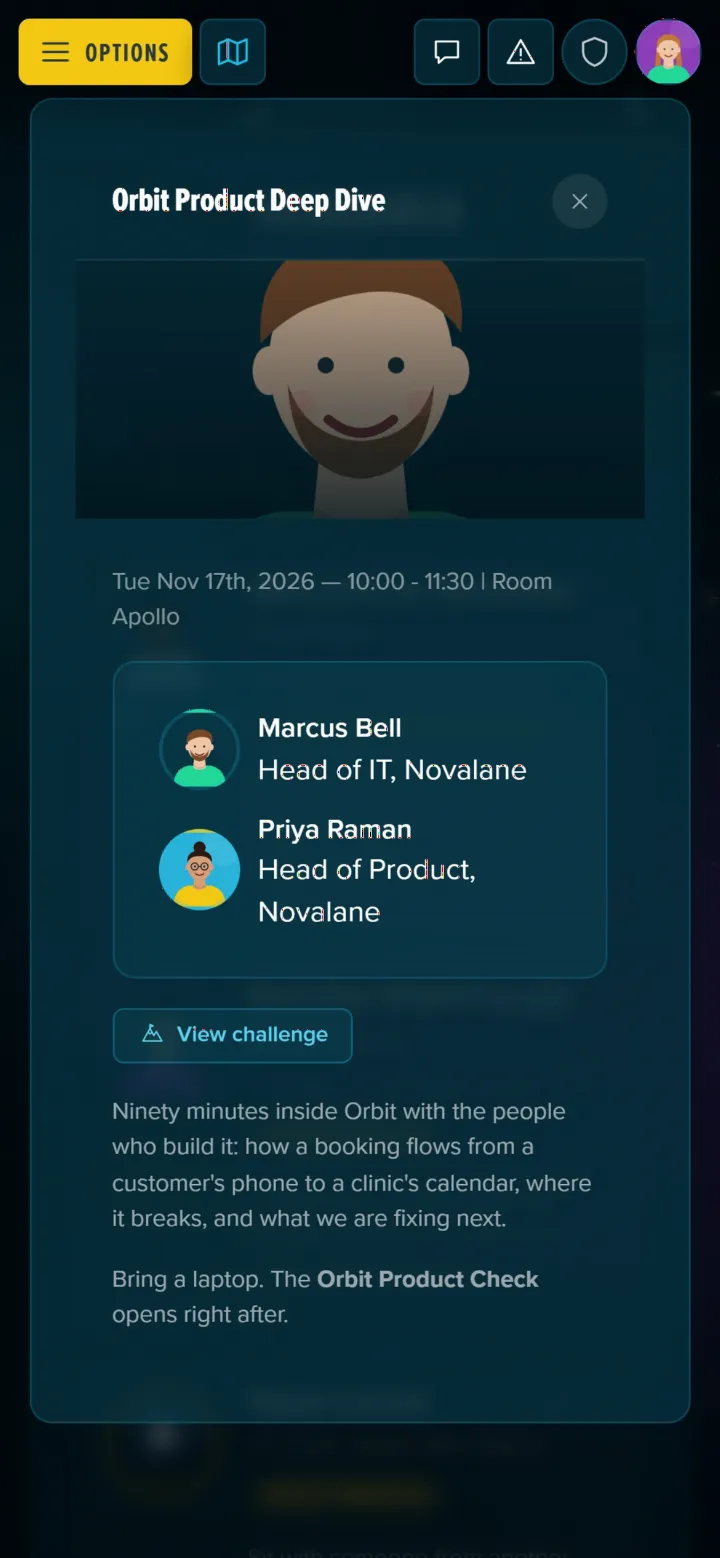 OPTIONS
Orbit Product Deep Dive
Tue Nov 17th, 2026 — 10:00 - 11:30 | Room
Apollo
Marcus Bell
Head of IT, Novalane
Priya Raman
Head of Product,
Novalane
View challenge
Ninety minutes inside Orbit with the people
who build it: how a booking flows from a
customer's phone to a clinic's calendar, where
it breaks, and what we are fixing next.
Bring a laptop. The Orbit Product Check
opens right after.